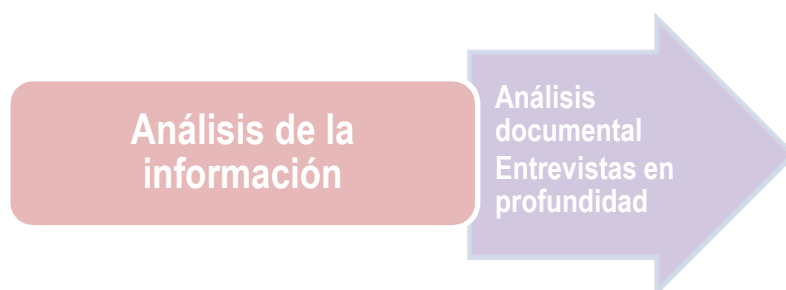 Análisis de la
información
Análisis
documental
Entrevistas en
profundidad